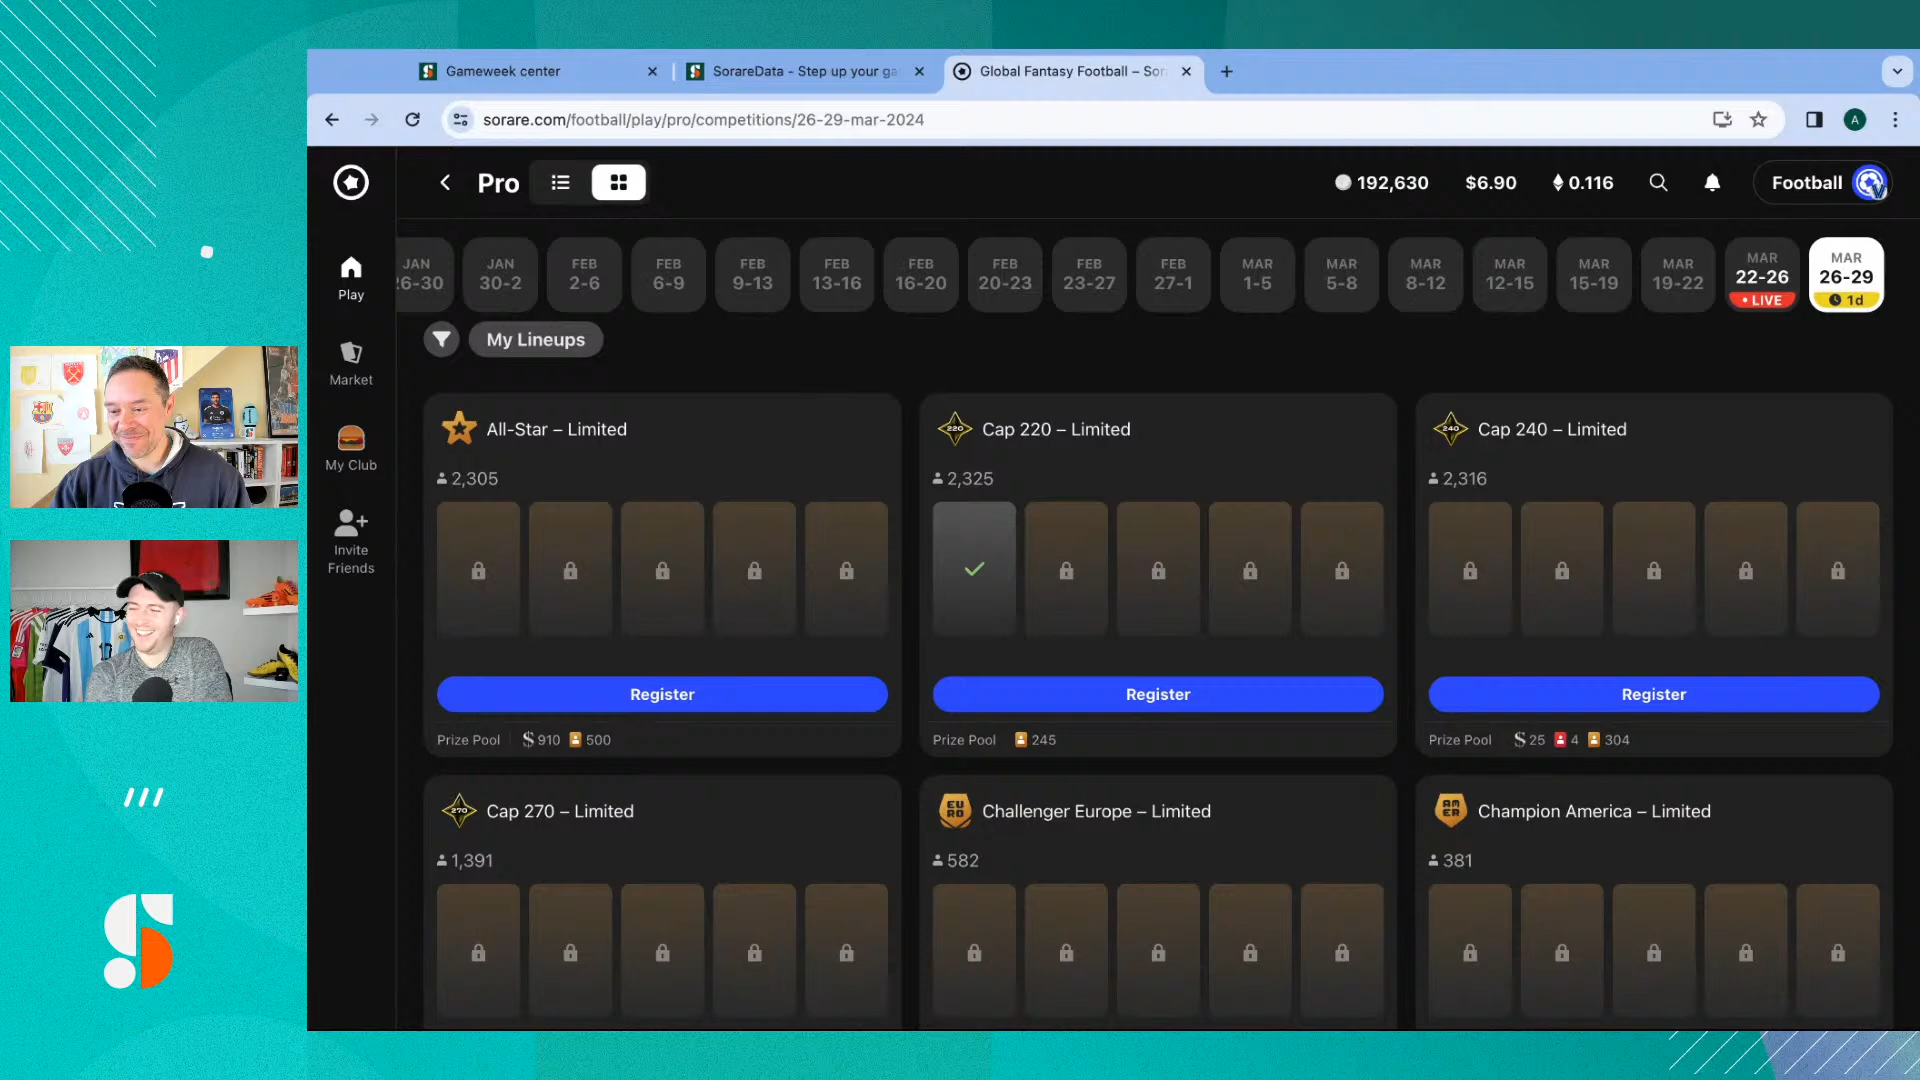 Gameweek center
SorareData - Step up your ga
Global Fantasy Football – Sor
sorare.com/football/play/pro/competitions/26-29-mar-2024
A
Pro
192,630
$6.90
0.116
Football
Play
Market
My Club
Invite
Friends
JAN
6-30
JAN
30-2
FEB
2-6
FEB
6-9
FEB
9-13
FEB
13-16
FEB
16-20
FEB
20-23
FEB
23-27
FEB
27-1
MAR
1-5
MAR
5-8
MAR
8-12
MAR
12-15
MAR
15-19
MAR
19-22
MAR
22-26
• LIVE
MAR
26-29
1d
My Lineups
All-Star – Limited
2,305
Register
Prize Pool $ 910 500
220
Cap 220 – Limited
2,325
Register
Prize Pool 245
240
Cap 240 – Limited
2,316
Register
Prize Pool $ 25 4 304
270
Cap 270 – Limited
1,391
EU
RO
Challenger Europe – Limited
582
AM
ER
Champion America – Limited
381